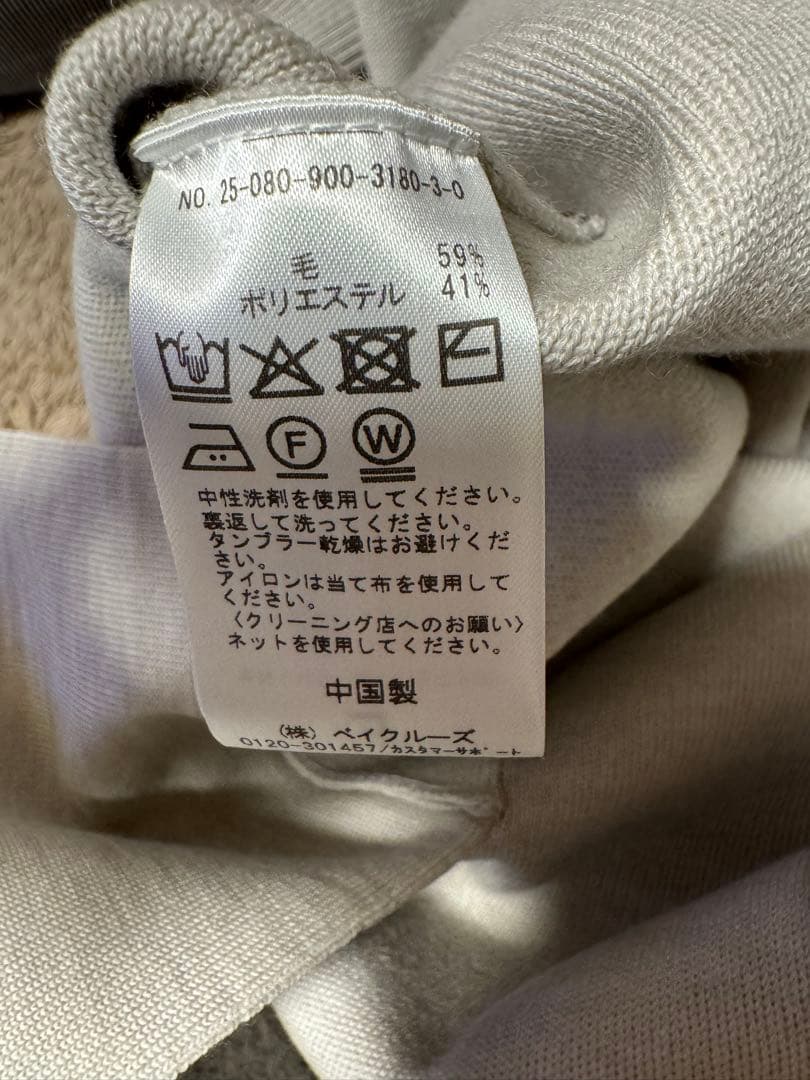 NO. 25-080-900-3180-3-0
毛 59%
ポリエステル 41%
F W
中性洗剤を使用してください。
裏返して洗ってください。
タンブラー乾燥はお避けくだ
さい。
アイロンは当て布を使用して
ください。
〈クリーニング店へのお願い〉
ネットを使用してください。
中国製
(株) ベイクルーズ
0120-301457/カスタマーサポート